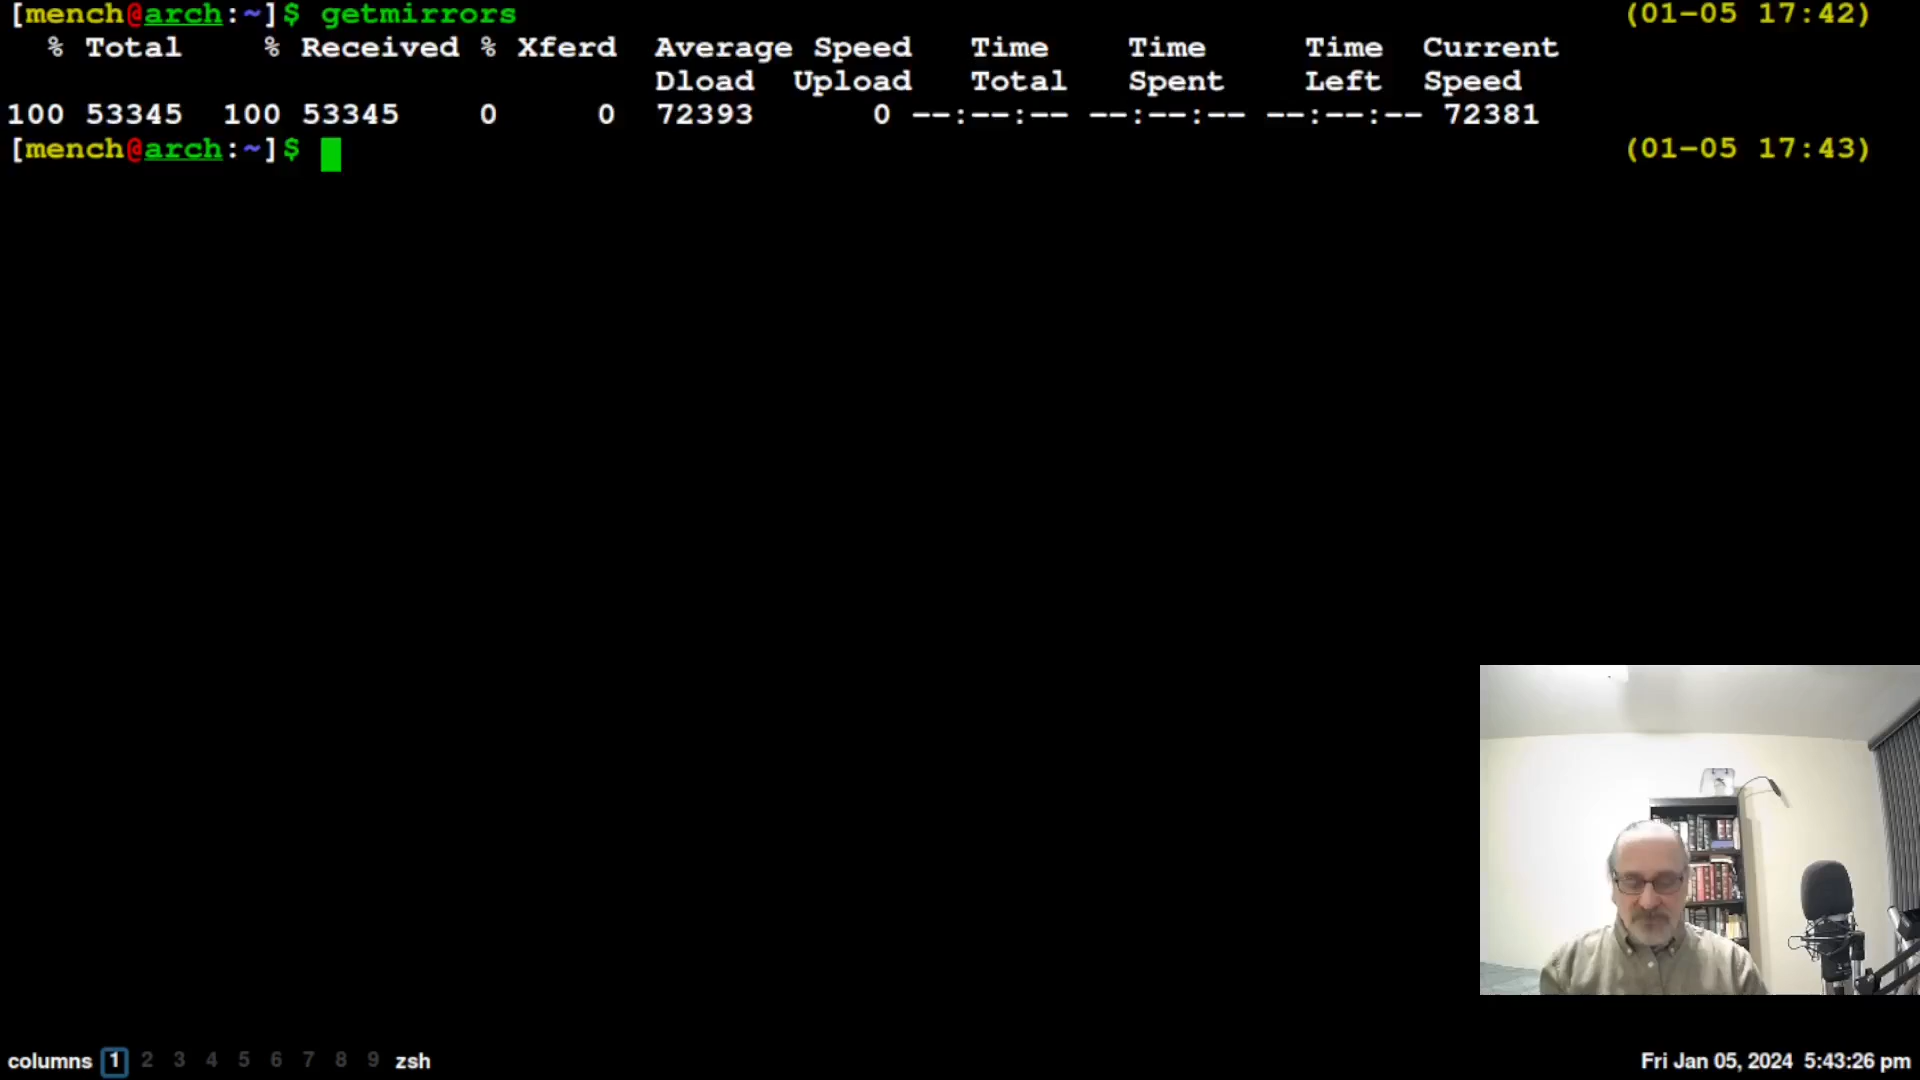 [mench@arch:~]$ getmirrors (01-05 17:42)
% Total % Received % Xferd Average Speed Time Time Time Current
Dload Upload Total Spent Left Speed
100 53345 100 53345 0 0 72393 0 --:--:-- --:--:-- --:--:-- 72381
[mench@arch:~]$ (01-05 17:43)
columns 1 2 3 4 5 6 7 8 9 zsh Fri Jan 05, 2024 5:43:26 pm